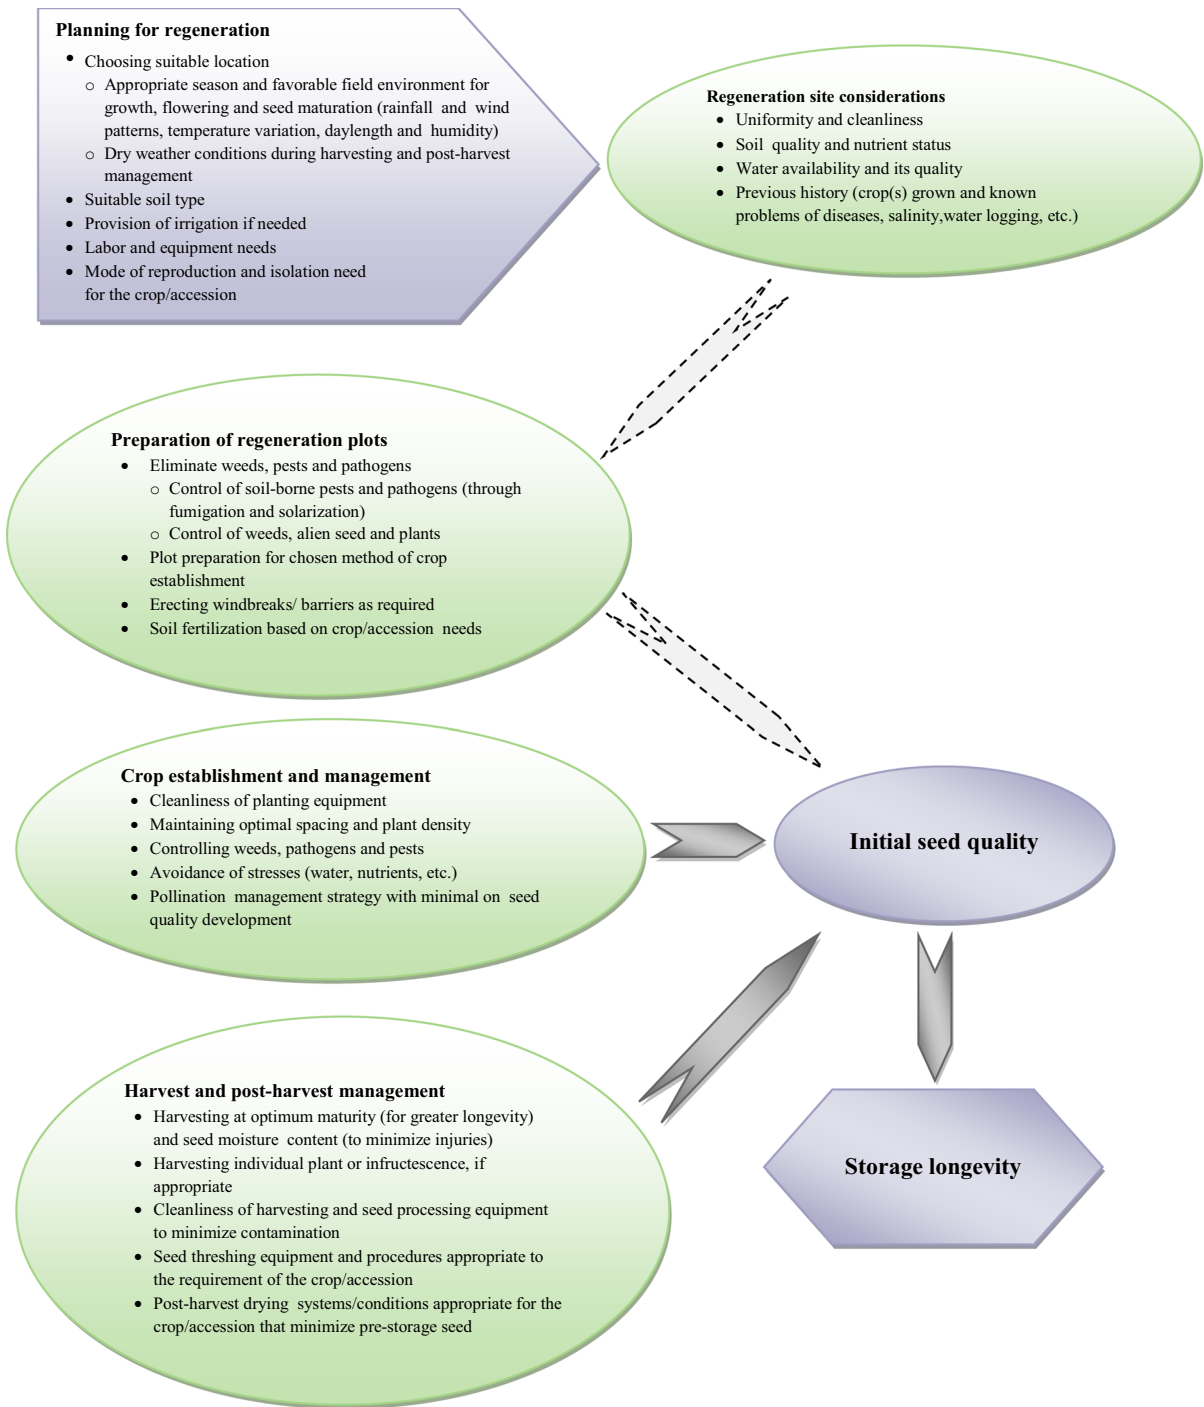 Planning for regeneration
• Choosing suitable location
o Appropriate season and favorable field environment for
growth, flowering and seed maturation (rainfall and wind
patterns, temperature variation, daylength and humidity)
o Dry weather conditions during harvesting and post-harvest
management
• Suitable soil type
• Provision of irrigation if needed
• Labor and equipment needs
• Mode of reproduction and isolation need
for the crop/accession
Regeneration site considerations
• Uniformity and cleanliness
• Soil quality and nutrient status
• Water availability and its quality
• Previous history (crop(s) grown and known
problems of diseases, salinity,water logging, etc.)
Preparation of regeneration plots
• Eliminate weeds, pests and pathogens
o Control of soil-borne pests and pathogens (through
fumigation and solarization)
o Control of weeds, alien seed and plants
• Plot preparation for chosen method of crop
establishment
• Erecting windbreaks/ barriers as required
• Soil fertilization based on crop/accession needs
Crop establishment and management
• Cleanliness of planting equipment
• Maintaining optimal spacing and plant density
• Controlling weeds, pathogens and pests
• Avoidance of stresses (water, nutrients, etc.)
• Pollination management strategy with minimal on seed
quality development
Initial seed quality
Harvest and post-harvest management
• Harvesting at optimum maturity (for greater longevity)
and seed moisture content (to minimize injuries)
• Harvesting individual plant or infructescence, if
appropriate
• Cleanliness of harvesting and seed processing equipment
to minimize contamination
• Seed threshing equipment and procedures appropriate to
the requirement of the crop/accession
• Post-harvest drying systems/conditions appropriate for the
crop/accession that minimize pre-storage seed
Storage longevity